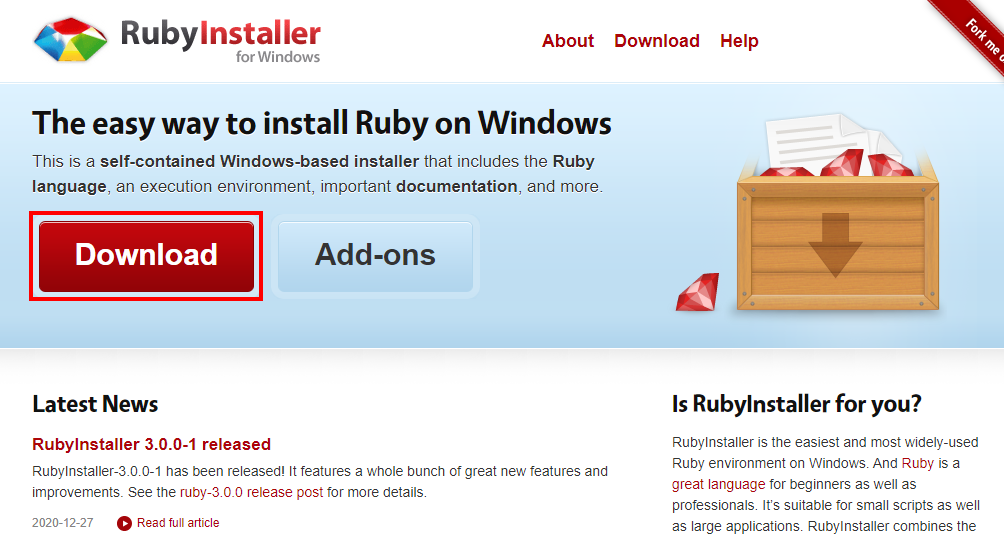 RubyInstaller
for Windows
About Download Help
Fork me o
The easy way to install Ruby on Windows
This is a self-contained Windows-based installer that includes the Ruby
language, an execution environment, important documentation, and more.
Download Add-ons
Latest News
RubyInstaller 3.0.0-1 released
RubyInstaller-3.0.0-1 has been released! It features a whole bunch of great new features and
improvements. See the ruby-3.0.0 release post for more details.
2020-12-27 Read full article
Is RubyInstaller for you?
RubyInstaller is the easiest and most widely-used
Ruby environment on Windows. And Ruby is a
great language for beginners as well as
professionals. It’s suitable for small scripts as well
as large applications. RubyInstaller combines the